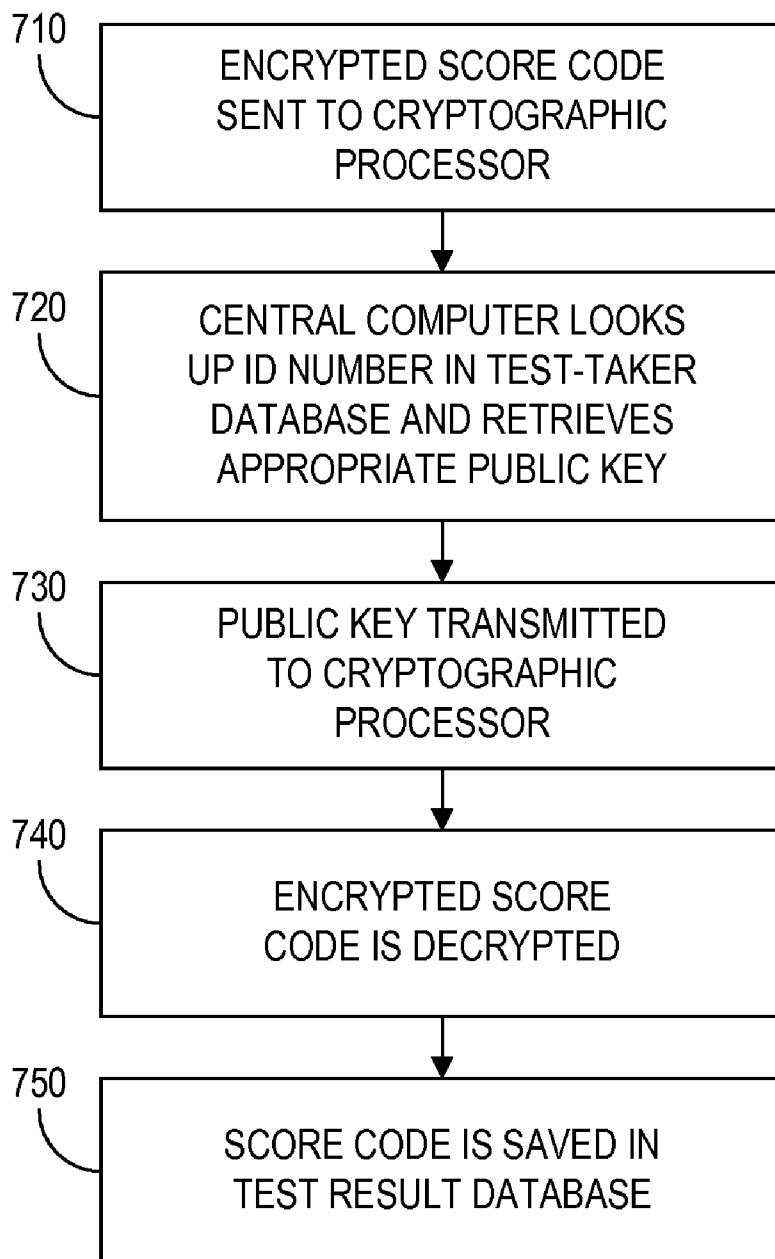 710
ENCRYPTED SCORE CODE
SENT TO CRYPTOGRAPHIC
PROCESSOR
720
CENTRAL COMPUTER LOOKS
UP ID NUMBER IN TEST-TAKER
DATABASE AND RETRIEVES
APPROPRIATE PUBLIC KEY
730
PUBLIC KEY TRANSMITTED
TO CRYPTOGRAPHIC
PROCESSOR
740
ENCRYPTED SCORE
CODE IS DECRYPTED
750
SCORE CODE IS SAVED IN
TEST RESULT DATABASE